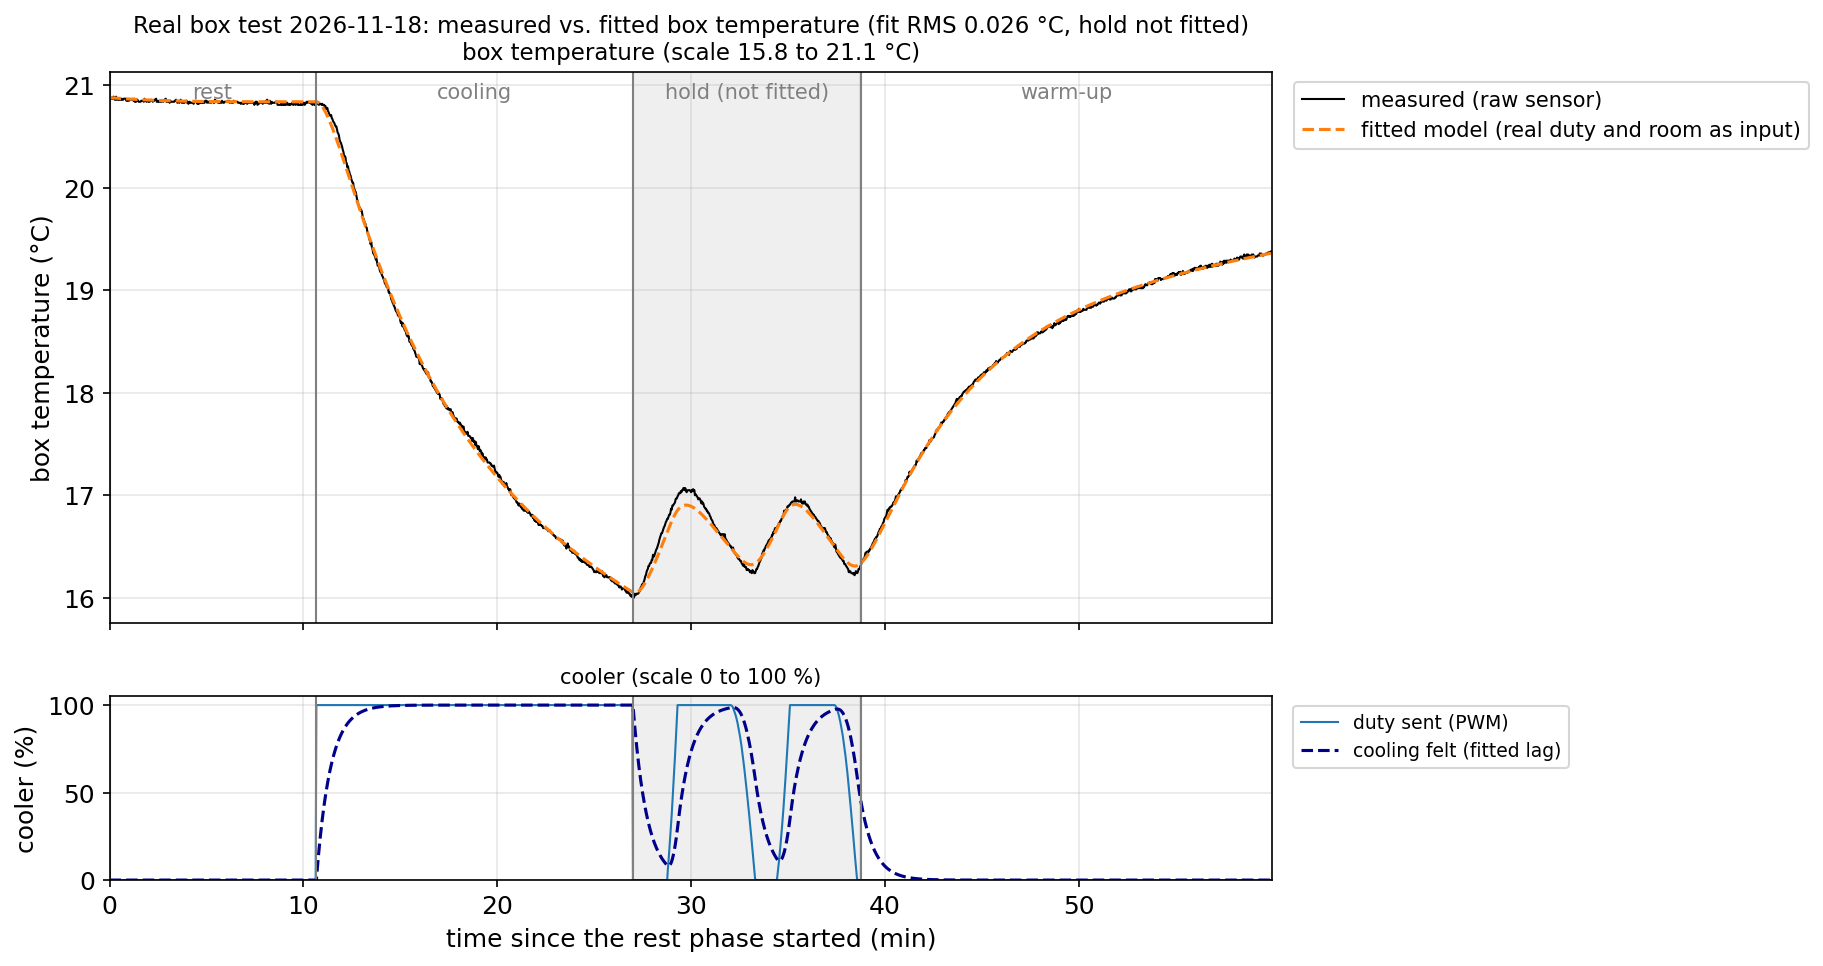 Real box test 2026-11-18: measured vs. fitted box temperature (fit RMS 0.026 °C, hold not fitted)
box temperature (scale 15.8 to 21.1 °C)
rest
cooling
hold (not fitted)
warm-up
measured (raw sensor)
fitted model (real duty and room as input)
box temperature (°C)
21
20
19
18
17
16
cooler (scale 0 to 100 %)
cooler (%)
100
50
0
duty sent (PWM)
cooling felt (fitted lag)
0 10 20 30 40 50
time since the rest phase started (min)